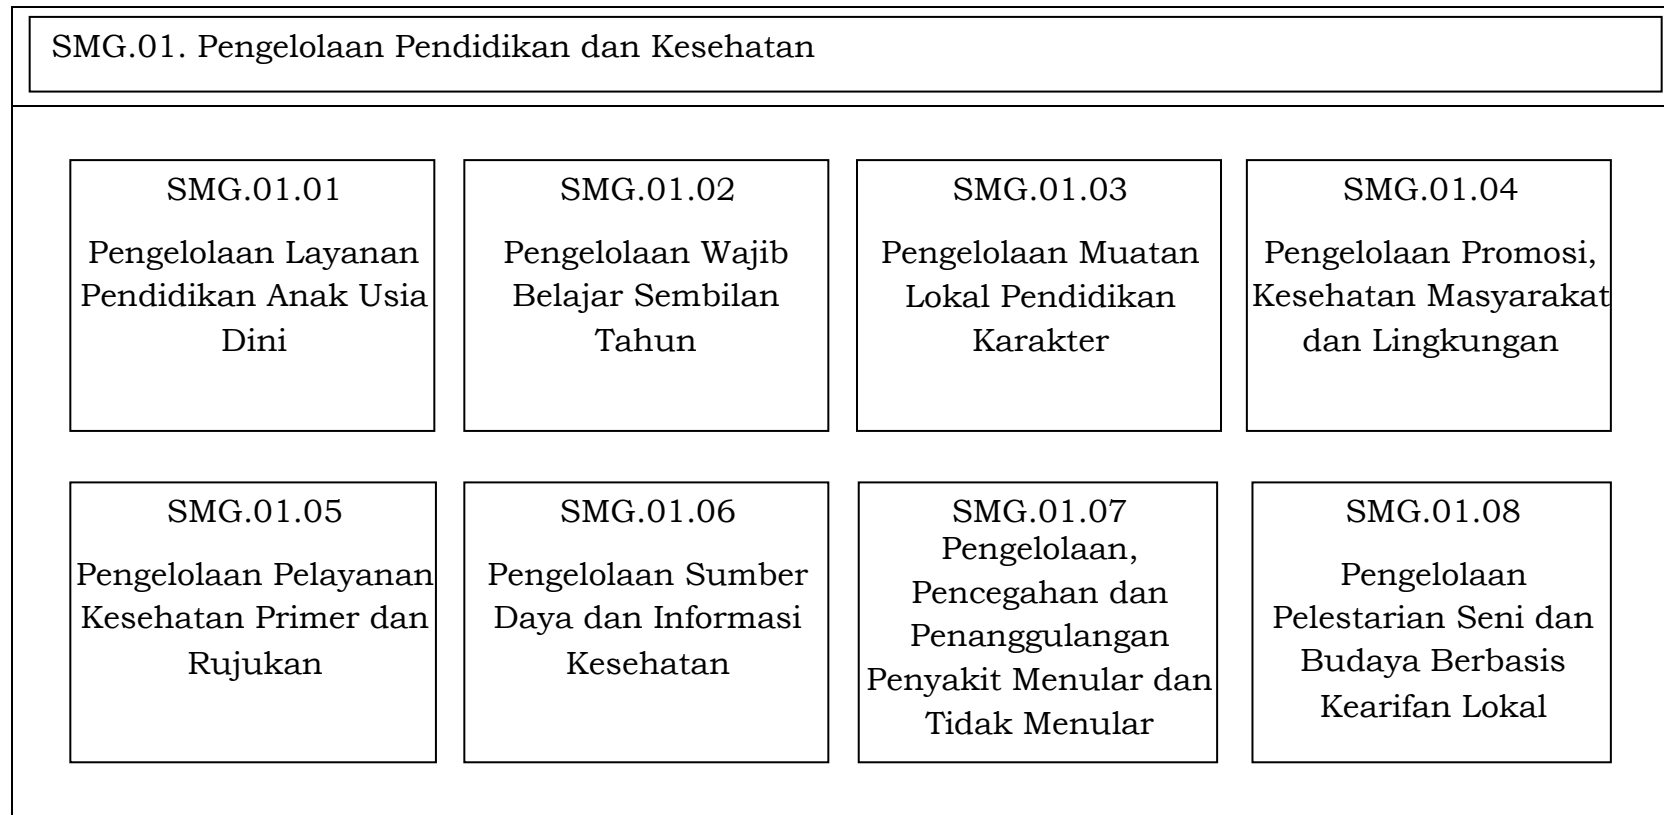 SMG.01. Pengelolaan Pendidikan dan Kesehatan
SMG.01.01
Pengelolaan Layanan
Pendidikan Anak Usia
Dini
SMG.01.02
Pengelolaan Wajib
Belajar Sembilan
Tahun
SMG.01.03
Pengelolaan Muatan
Lokal Pendidikan
Karakter
SMG.01.04
Pengelolaan Promosi,
Kesehatan Masyarakat
dan Lingkungan
SMG.01.05
Pengelolaan Pelayanan
Kesehatan Primer dan
Rujukan
SMG.01.06
Pengelolaan Sumber
Daya dan Informasi
Kesehatan
SMG.01.07
Pengelolaan,
Pencegahan dan
Penanggulangan
Penyakit Menular dan
Tidak Menular
SMG.01.08
Pengelolaan
Pelestarian Seni dan
Budaya Berbasis
Kearifan Lokal